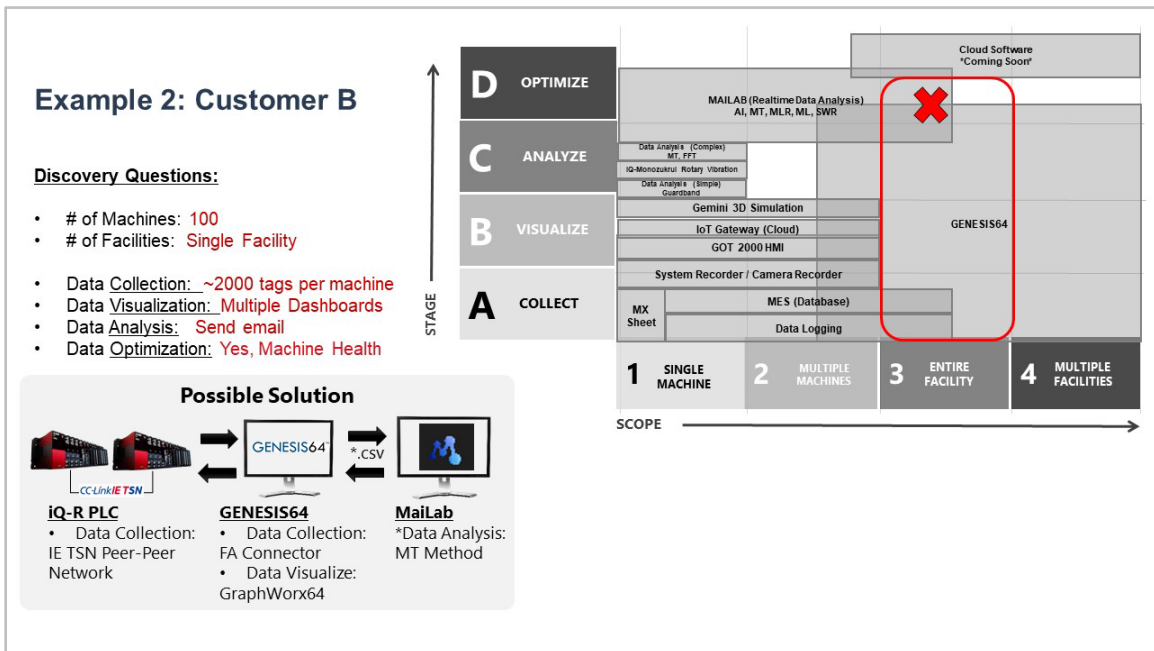 Example 2: Customer B
Discovery Questions:
• # of Machines: 100
• # of Facilities: Single Facility
• Data Collection: ~2000 tags per machine
• Data Visualization: Multiple Dashboards
• Data Analysis: Send email
• Data Optimization: Yes, Machine Health
Possible Solution
CC-Link IE TSN
GENESIS64™
*.CSV
iQ-R PLC
• Data Collection:
IE TSN Peer-Peer
Network
GENESIS64
• Data Collection:
FA Connector
• Data Visualize:
GraphWorx64
MaiLab
*Data Analysis:
MT Method
STAGE
D OPTIMIZE
C ANALYZE
B VISUALIZE
A COLLECT
Cloud Software
*Coming Soon*
MAILAB (Realtime Data Analysis)
AI, MT, MLR, ML, SWR
Data Analysis (Complex)
MT, FFT
IQ-Monozukrui Rotary Vibration
Data Analysis (Simple)
Guardband
Gemini 3D Simulation
IoT Gateway (Cloud)
GOT 2000 HMI
System Recorder / Camera Recorder
MX
Sheet
MES (Database)
Data Logging
GENESIS64
1 SINGLE
MACHINE
2 MULTIPLE
MACHINES
3 ENTIRE
FACILITY
4 MULTIPLE
FACILITIES
SCOPE